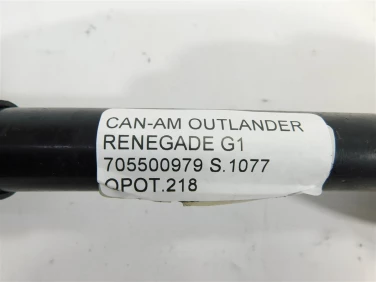 CAN-AM OUTLANDER
RENEGADE G1
705500979 S.1077
OPOT.218